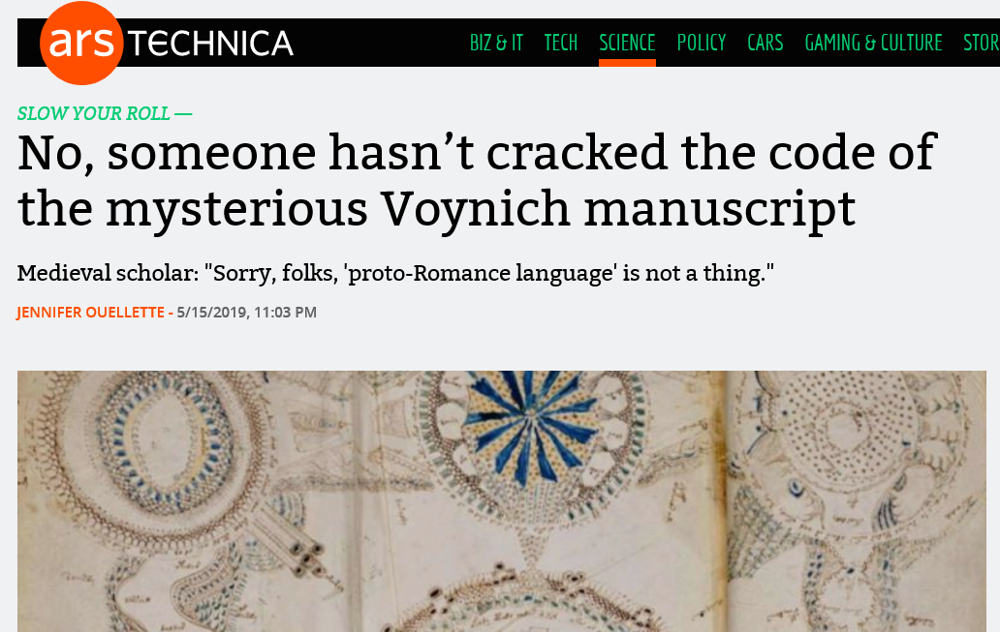 ars TECHNICA
BIZ & IT TECH SCIENCE POLICY CARS GAMING & CULTURE STOR
SLOW YOUR ROLL —
No, someone hasn’t cracked the code of
the mysterious Voynich manuscript
Medieval scholar: "Sorry, folks, 'proto-Romance language' is not a thing."
JENNIFER OUELLETTE - 5/15/2019, 11:03 PM